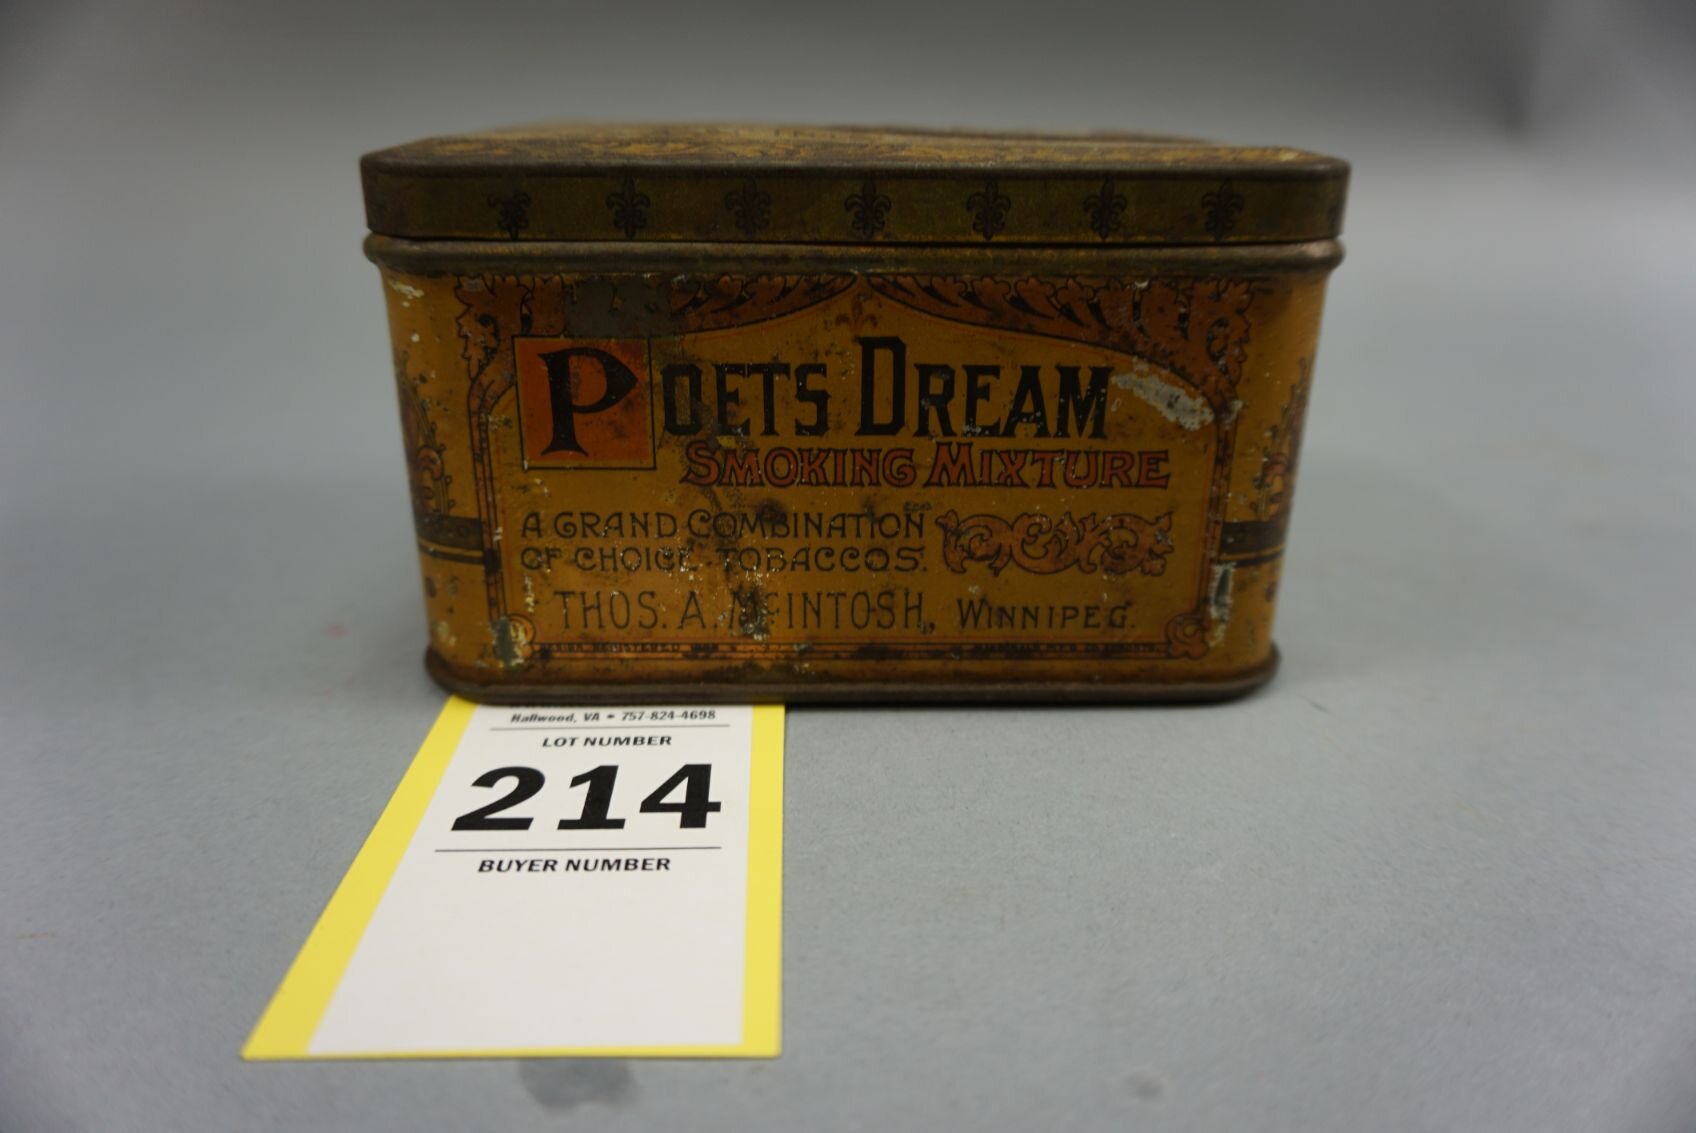 POETS DREAM
SMOKING MIXTURE
A GRAND COMBINATION
OF CHOICE TOBACCOS.
THOS. A. McINTOSH, WINNIPEG.
REGISTERED
Hallwood, VA • 757-824-4698
LOT NUMBER
214
BUYER NUMBER